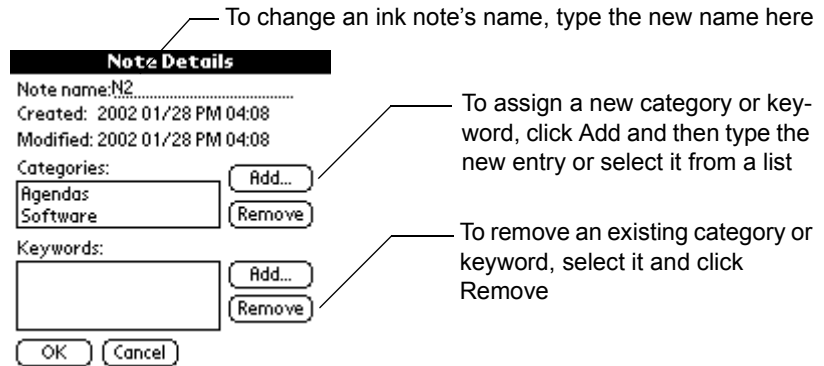 To change an ink note's name, type the new name here
Note Details
Note name: N2
Created: 2002 01/28 PM 04:08
Modified: 2002 01/28 PM 04:08
Categories:
Agendas
Software
Add...
Remove
To assign a new category or key-
word, click Add and then type the
new entry or select it from a list
Keywords:
Add...
Remove
To remove an existing category or
keyword, select it and click
Remove
OK Cancel